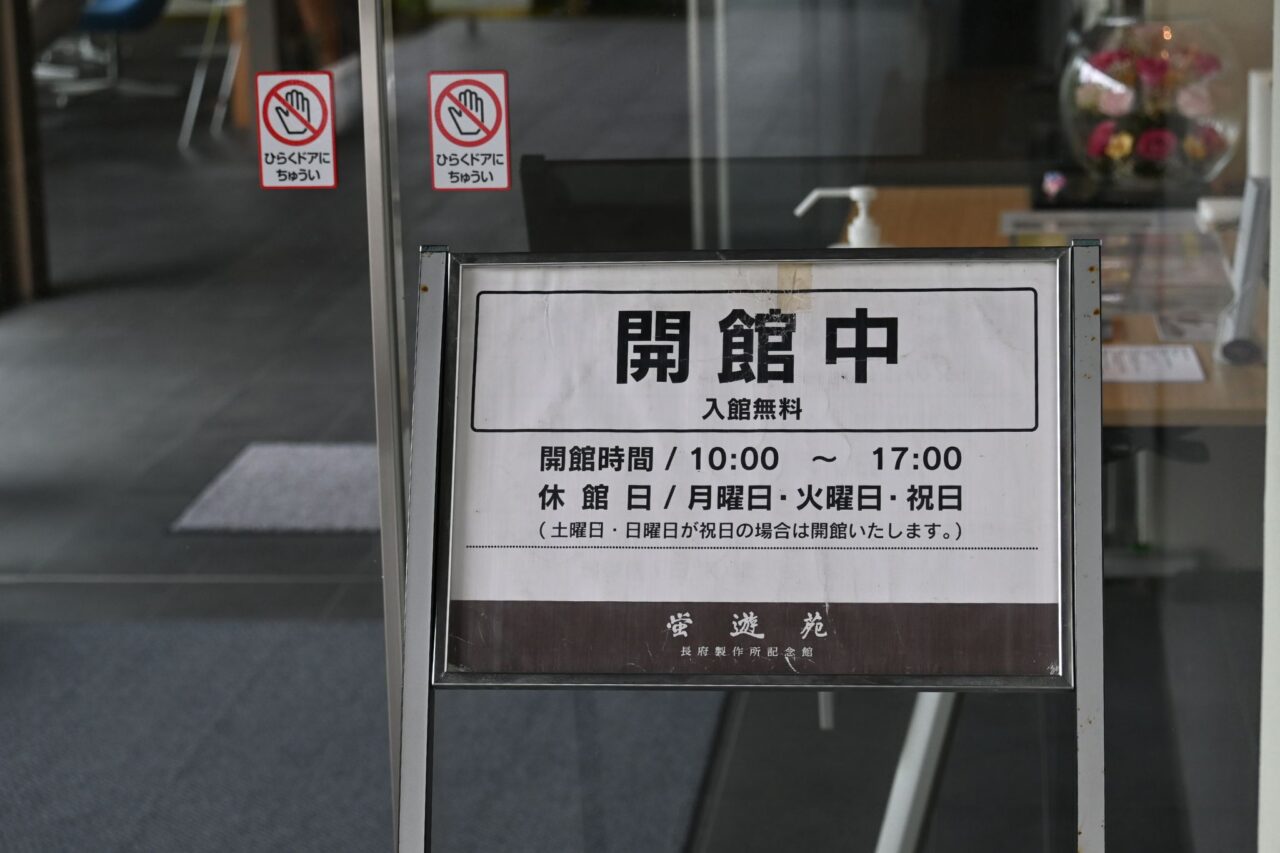 ひらくドアに
ちゅうい
ひらくドアに
ちゅうい
開館中
入館無料
開館時間 / 10:00 ～ 17:00
休館日 / 月曜日・火曜日・祝日
(土曜日・日曜日が祝日の場合は開館いたします。)
蛍遊苑
長府製作所記念館